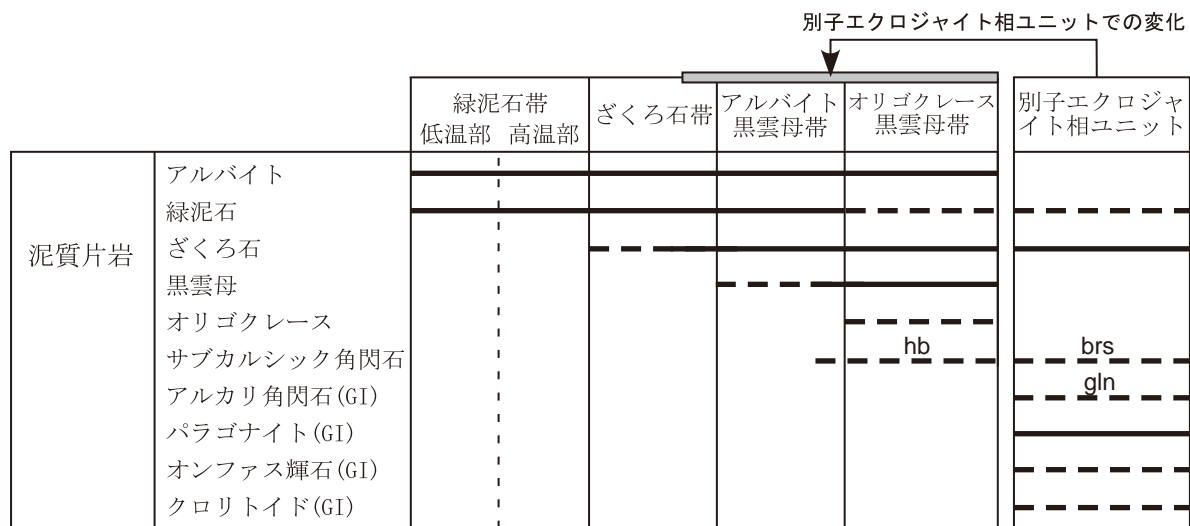 別子エクロジャイト相ユニットでの変化
緑泥石帯
低温部 高温部
ざくろ石帯
アルバイト
黒雲母帯
オリゴクレース
黒雲母帯
別子エクロジャ
イト相ユニット
泥質片岩
アルバイト
緑泥石
ざくろ石
黒雲母
オリゴクレース
サブカルシック角閃石
hb
brs
アルカリ角閃石(GI)
gln
パラゴナイト(GI)
オンファス輝石(GI)
クロリトイド(GI)